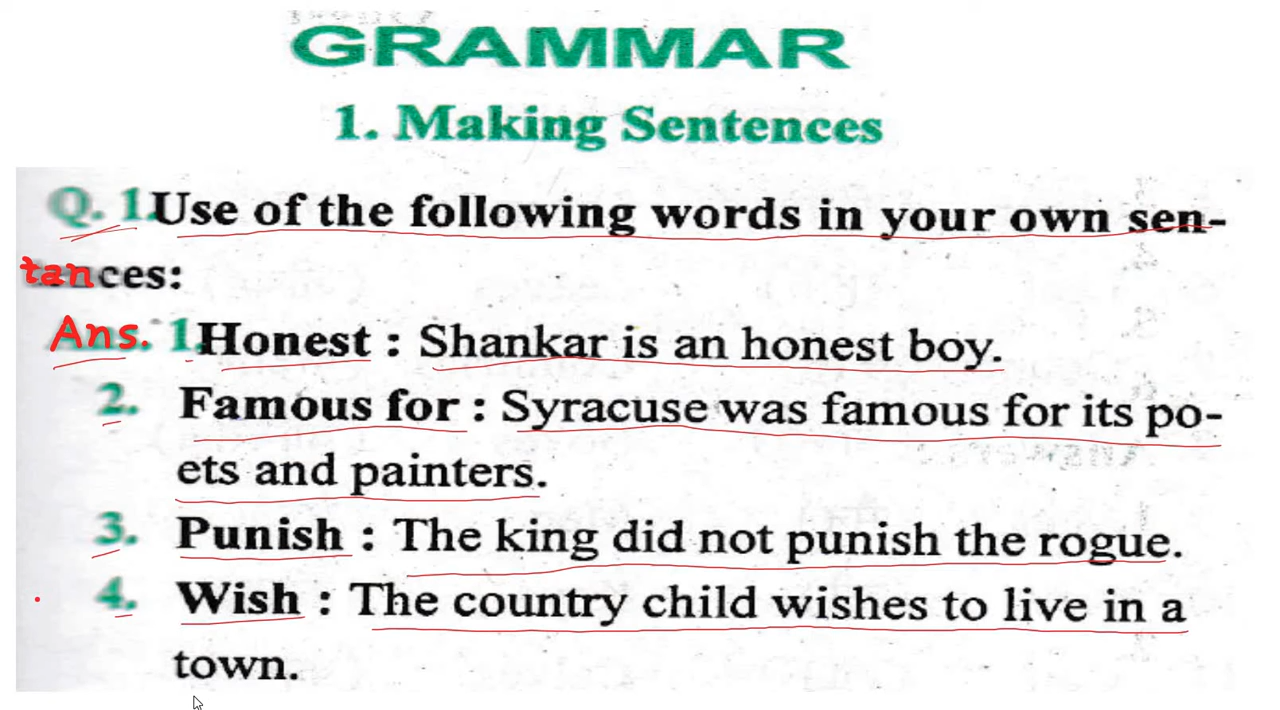 GRAMMAR
1. Making Sentences
Q. 1.Use of the following words in your own sen-
tances:
Ans. 1.Honest : Shankar is an honest boy.
2. Famous for : Syracuse was famous for its po-
ets and painters.
3. Punish : The king did not punish the rogue.
4. Wish : The country child wishes to live in a
town.